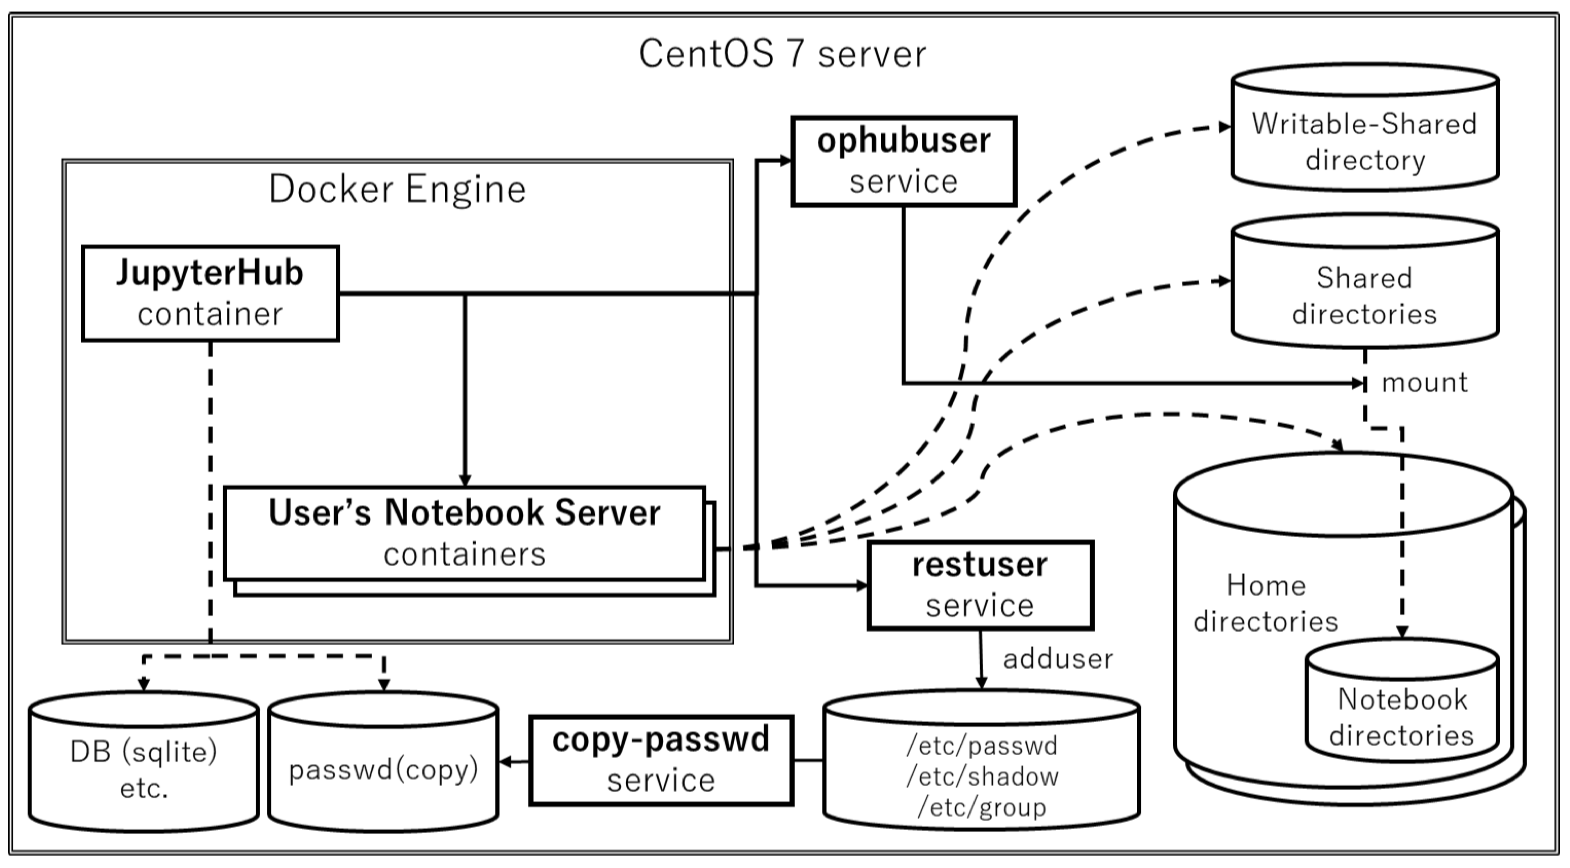 CentOS 7 server
Writable-Shared
directory
ophubuser
service
Docker Engine
JupyterHub
container
Shared
directories
mount
User’s Notebook Server
containers
restuser
service
Home
directories
adduser
Notebook
directories
DB (sqlite)
etc.
passwd(copy)
copy-passwd
service
/etc/passwd
/etc/shadow
/etc/group